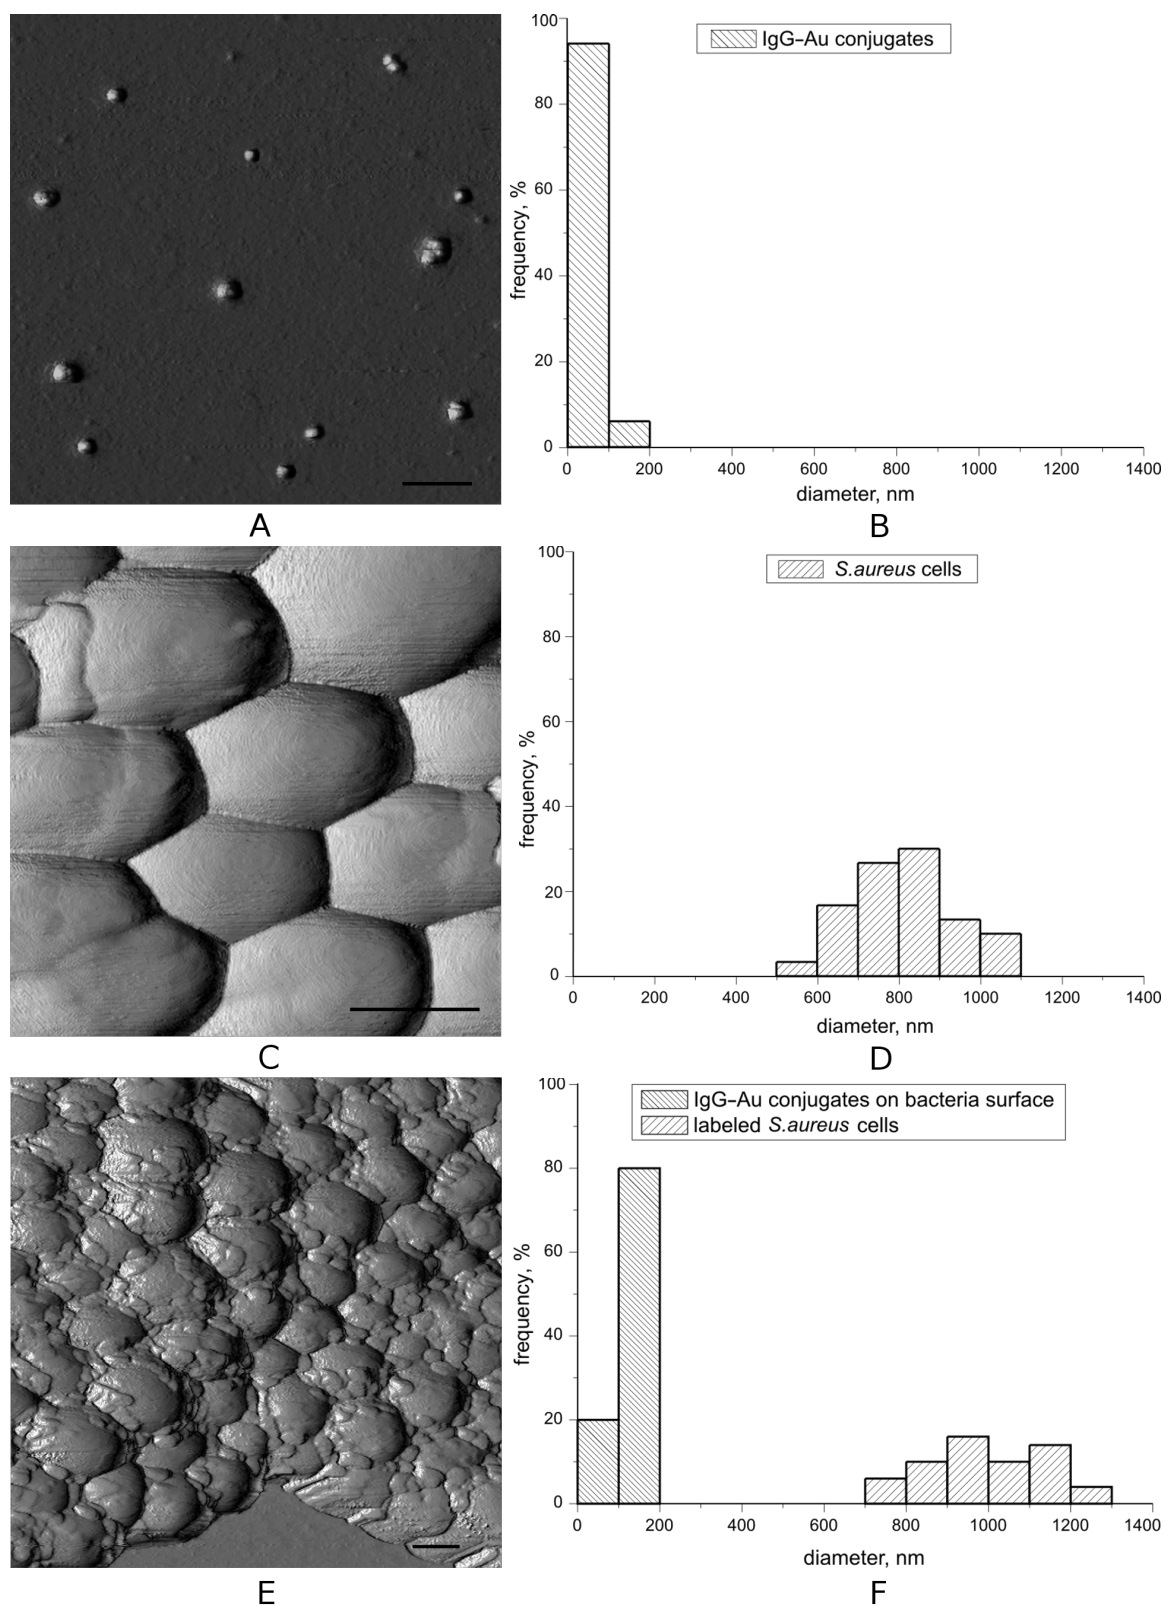 100
80
60
40
20
0
frequency, %
IgG–Au conjugates
0 200 400 600 800 1000 1200 1400
diameter, nm
A
B
100
80
60
40
20
0
frequency, %
S.aureus cells
0 200 400 600 800 1000 1200 1400
diameter, nm
C
D
100
80
60
40
20
0
frequency, %
IgG–Au conjugates on bacteria surface
labeled S.aureus cells
0 200 400 600 800 1000 1200 1400
diameter, nm
E
F